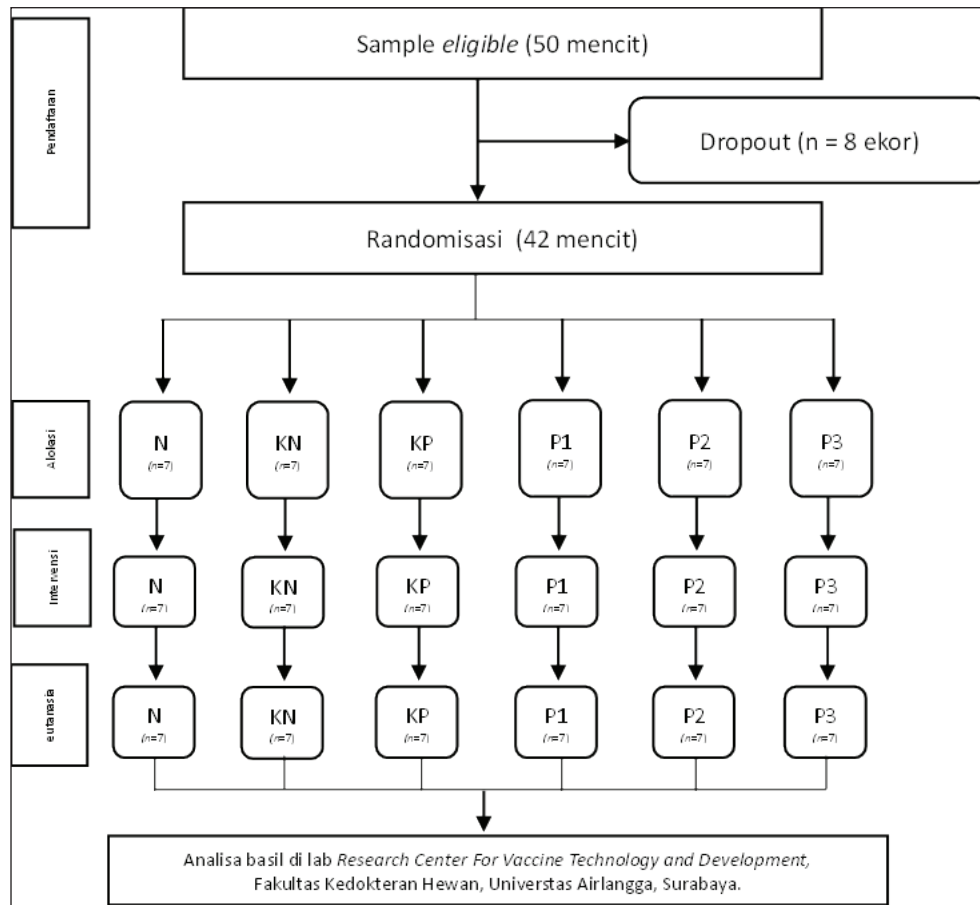 Sample eligible (50 mencit)
Pendaftaran
Dropout (n = 8 ekor)
Randomisasi (42 mencit)
Alokasi
N
(n=7)
KN
(n=7)
KP
(n=7)
P1
(n=7)
P2
(n=7)
P3
(n=7)
Intervensi
N
(n=7)
KN
(n=7)
KP
(n=7)
P1
(n=7)
P2
(n=7)
P3
(n=7)
eutanasia
N
(n=7)
KN
(n=7)
KP
(n=7)
P1
(n=7)
P2
(n=7)
P3
(n=7)
Analisa basil di lab Research Center For Vaccine Technology and Development,
Fakultas Kedokteran Hewan, Universtas Airlangga, Surabaya.